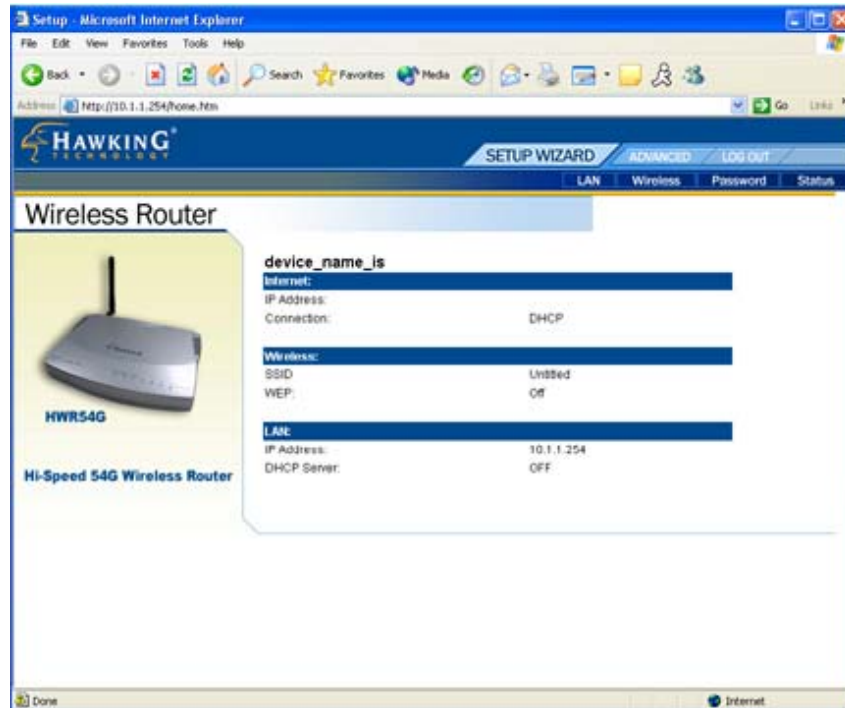 Setup - Microsoft Internet Explorer
File Edit View Favorites Tools Help
Back Search Favorites Media
Address http://10.1.1.254/home.htm Go Links
HAWKING
TECHNOLOGY
SETUP WIZARD ADVANCED LOG OUT
LAN Wireless Password Status
Wireless Router
device_name_is
Internet:
IP Address:
Connection: DHCP
Wireless:
SSID Untitled
WEP: Off
HWR54G
LAN:
IP Address: 10.1.1.254
DHCP Server: OFF
Hi-Speed 54G Wireless Router
Done Internet